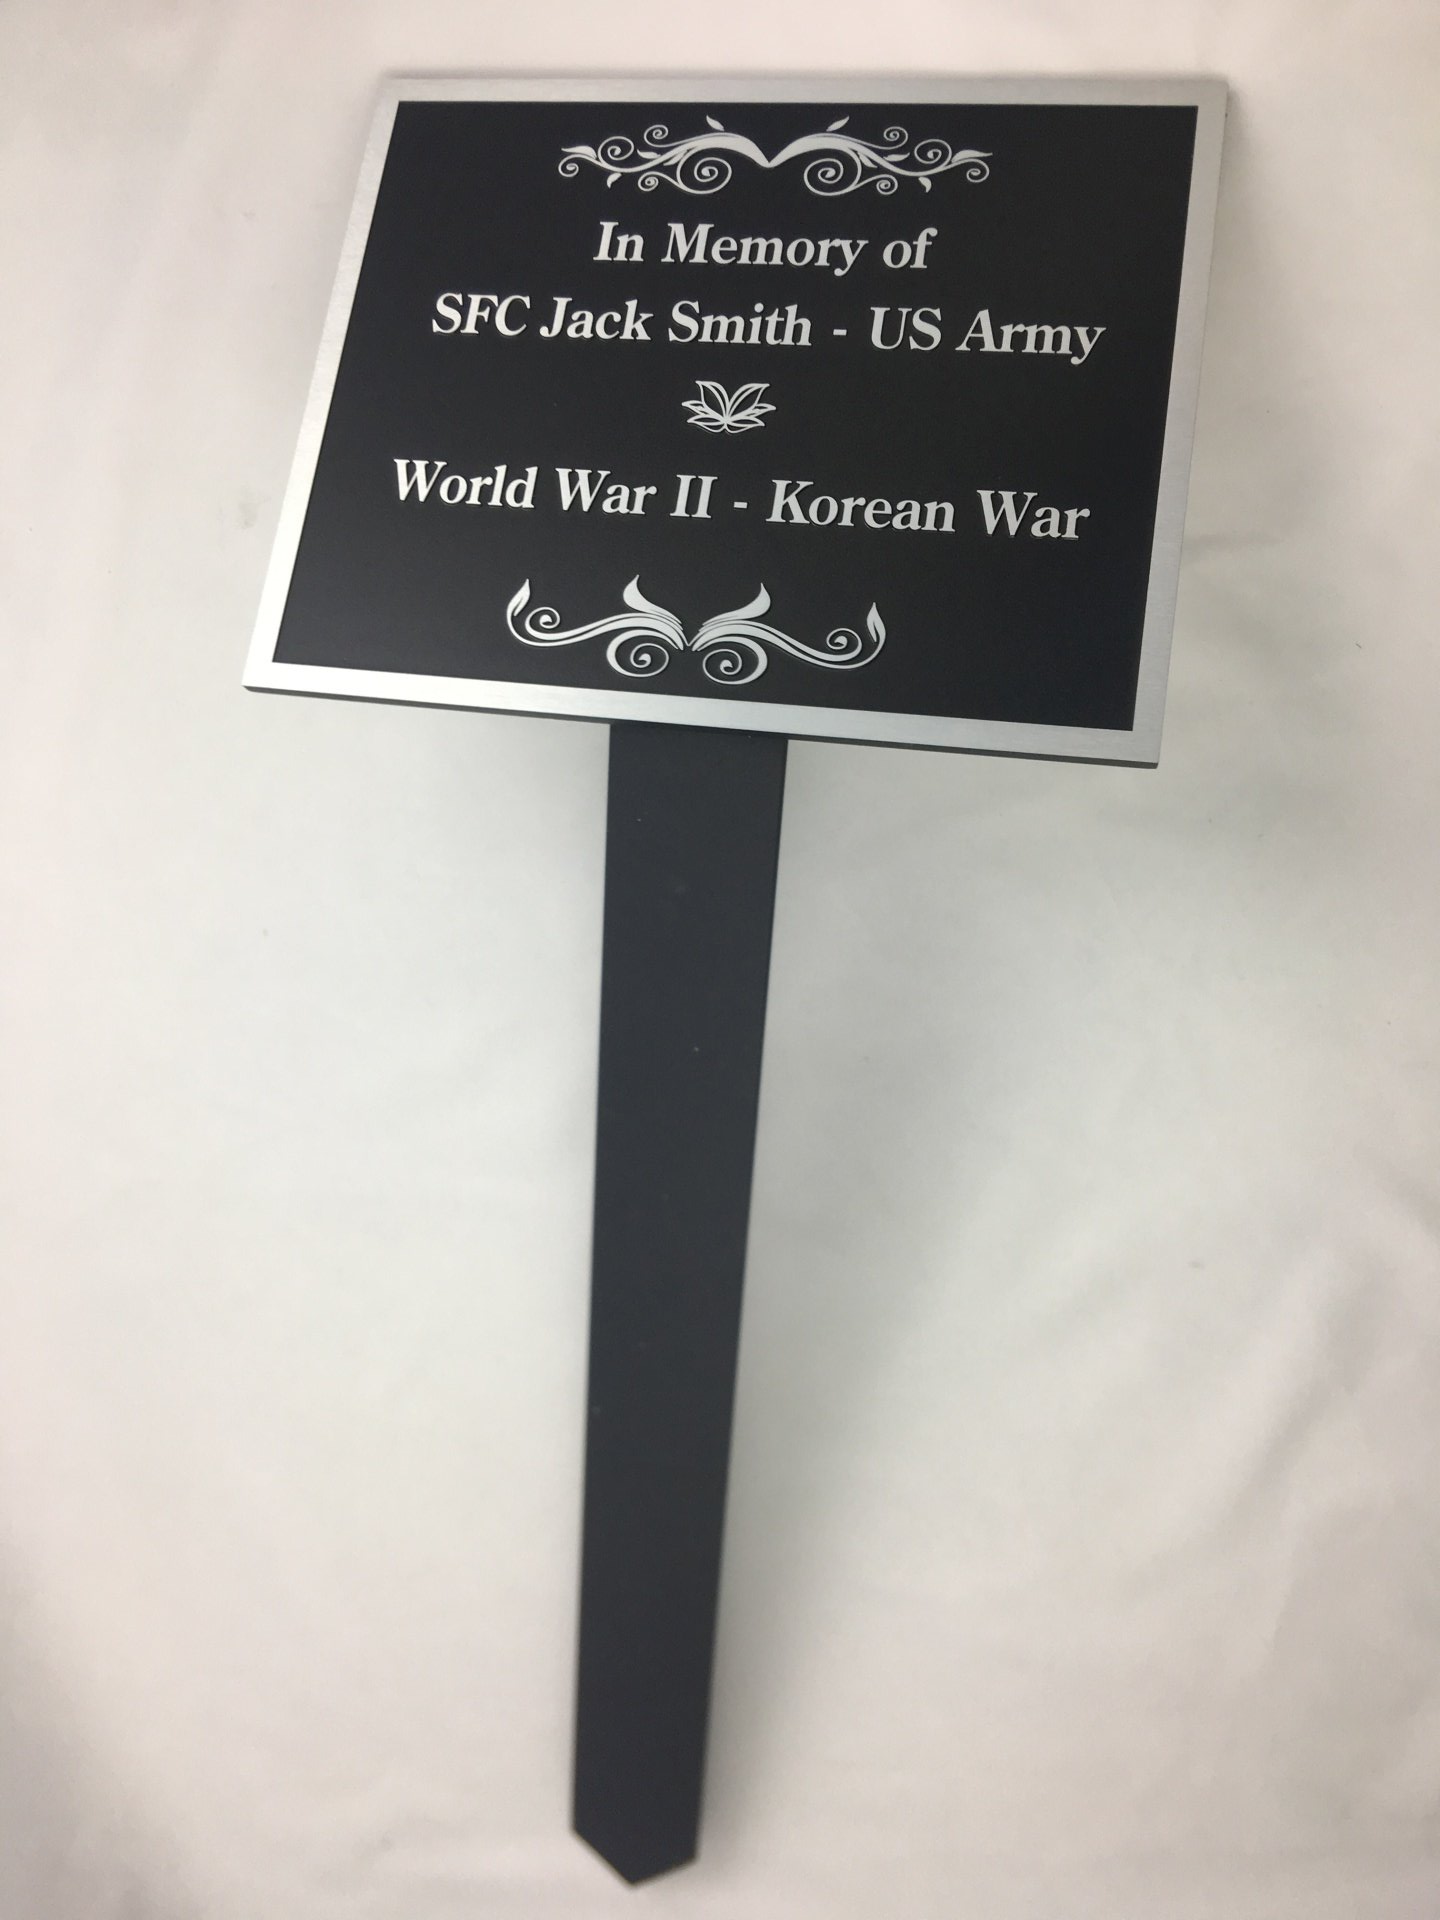 In Memory of
SFC Jack Smith - US Army
World War II - Korean War